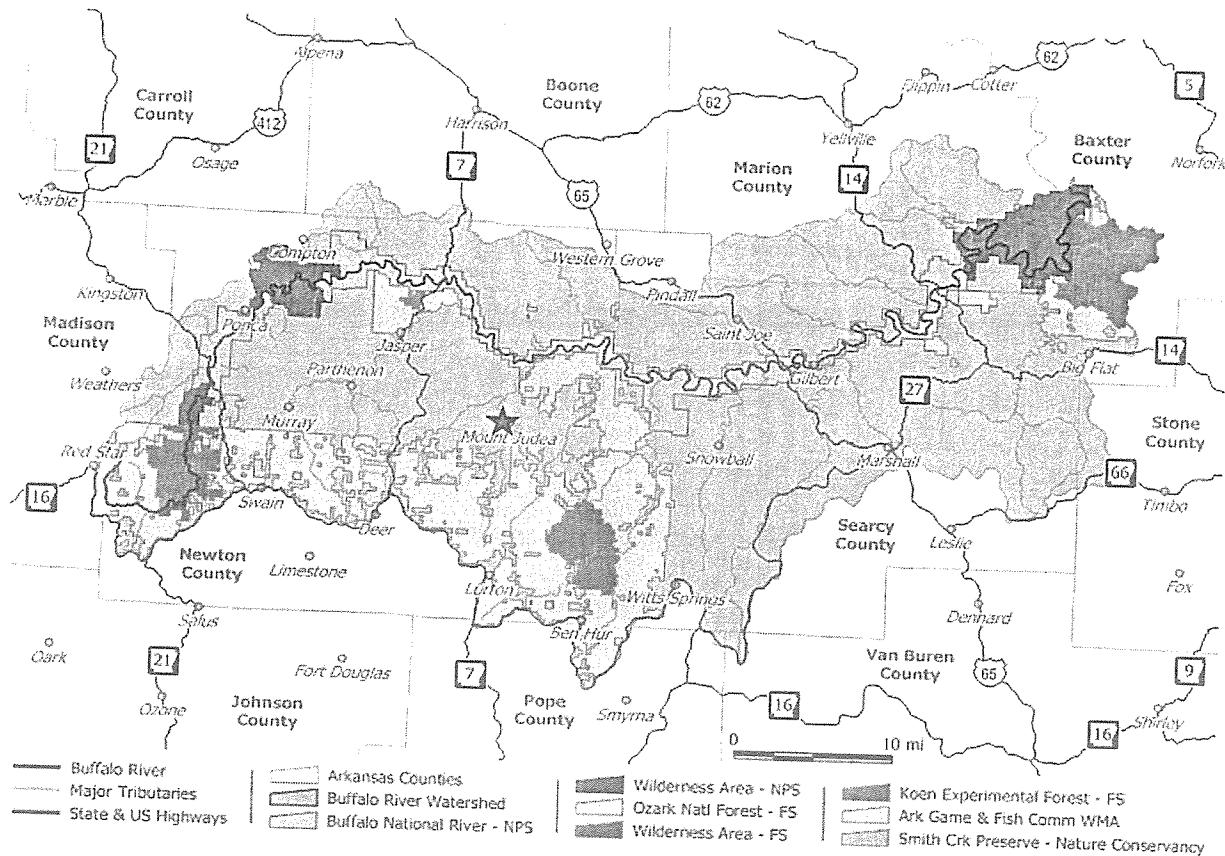 Alpena
62
Flippin
Cotter
5
Carroll
County
Boone
County
412
Harrison
62
21
Osage
7
Yellville
Baxter
County
Norfork
Marion
County
14
65
Marble
Compton
Western Grove
Kingston
Pindall
Madison
County
Ponca
Saint Joe
Jasper
Weathers
Parthenon
Gilbert
Big Flat
14
27
Murray
Mount Judea
Stone
County
Red Star
Snowball
Marshall
16
66
Swain
Timbo
Deer
Searcy
County
Leslie
Newton
County
Limestone
Lurton
Witts Springs
Fox
Salus
Ben Hur
Dennard
Oark
21
Fort Douglas
7
Van Buren
County
9
65
Johnson
County
Pope
County
Smyrna
16
Ozone
Shirley
16
0 10 mi
Buffalo River
Major Tributaries
State & US Highways
Arkansas Counties
Buffalo River Watershed
Buffalo National River - NPS
Wilderness Area - NPS
Ozark Natl Forest - FS
Wilderness Area - FS
Koen Experimental Forest - FS
Ark Game & Fish Comm WMA
Smith Crk Preserve - Nature Conservancy